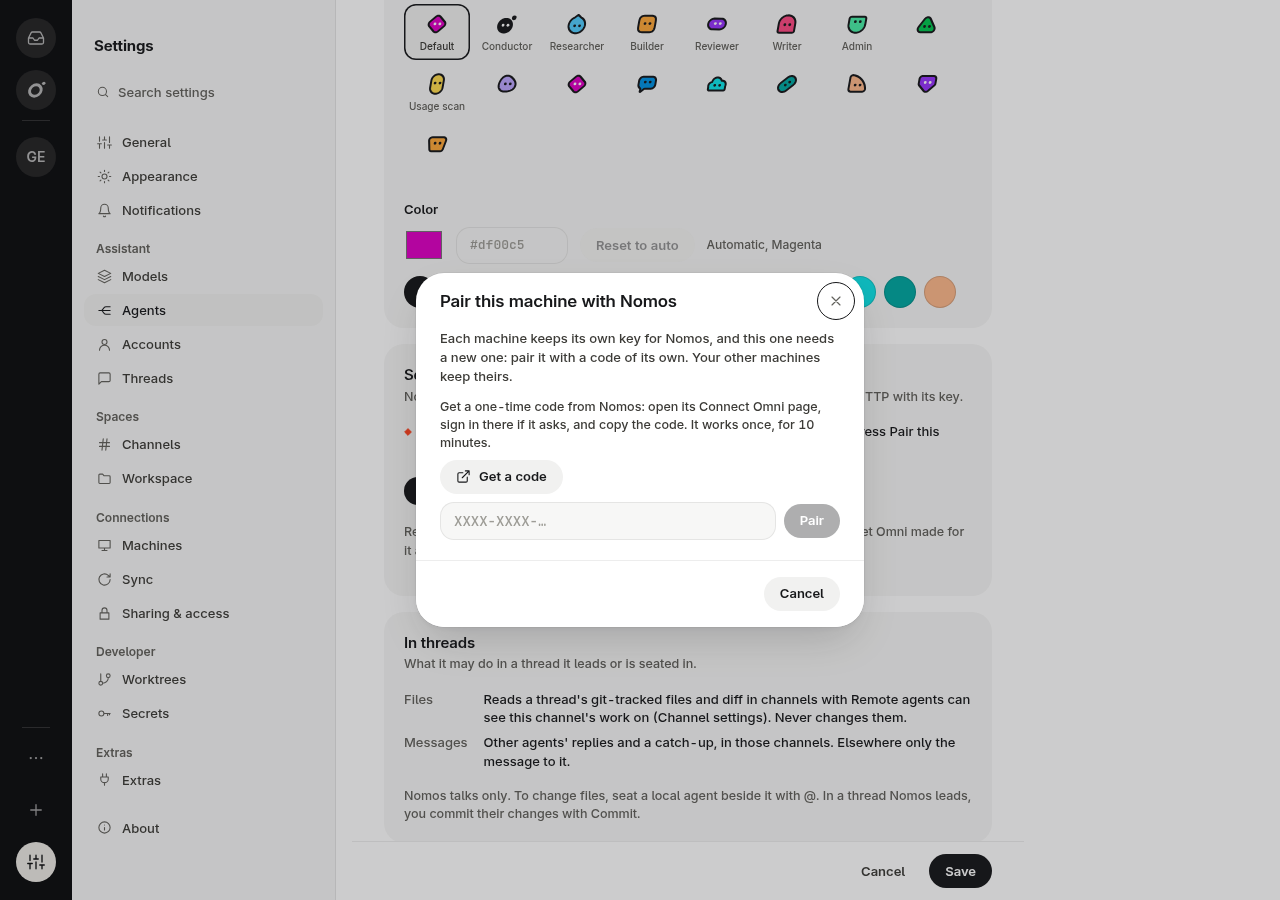 Settings
Search settings
GE
General
Appearance
Notifications
Assistant
Models
Agents
Accounts
Threads
Spaces
Channels
Workspace
Connections
Machines
Sync
Sharing & access
Developer
Worktrees
Secrets
Extras
Extras
About
Default
Conductor
Researcher
Builder
Reviewer
Writer
Admin
Usage scan
Color
#df00c5
Reset to auto
Automatic, Magenta
Pair this machine with Nomos
Each machine keeps its own key for Nomos, and this one needs
a new one: pair it with a code of its own. Your other machines
keep theirs.
Get a one-time code from Nomos: open its Connect Omni page,
sign in there if it asks, and copy the code. It works once, for 10
minutes.
Get a code
XXXX-XXXX-…
Pair
Cancel
with its key.
Pair this
Omni made for
it
In threads
What it may do in a thread it leads or is seated in.
Files
Reads a thread's git-tracked files and diff in channels with Remote agents can
see this channel's work on (Channel settings). Never changes them.
Messages
Other agents' replies and a catch-up, in those channels. Elsewhere only the
message to it.
Nomos talks only. To change files, seat a local agent beside it with @. In a thread Nomos leads,
you commit their changes with Commit.
Cancel
Save